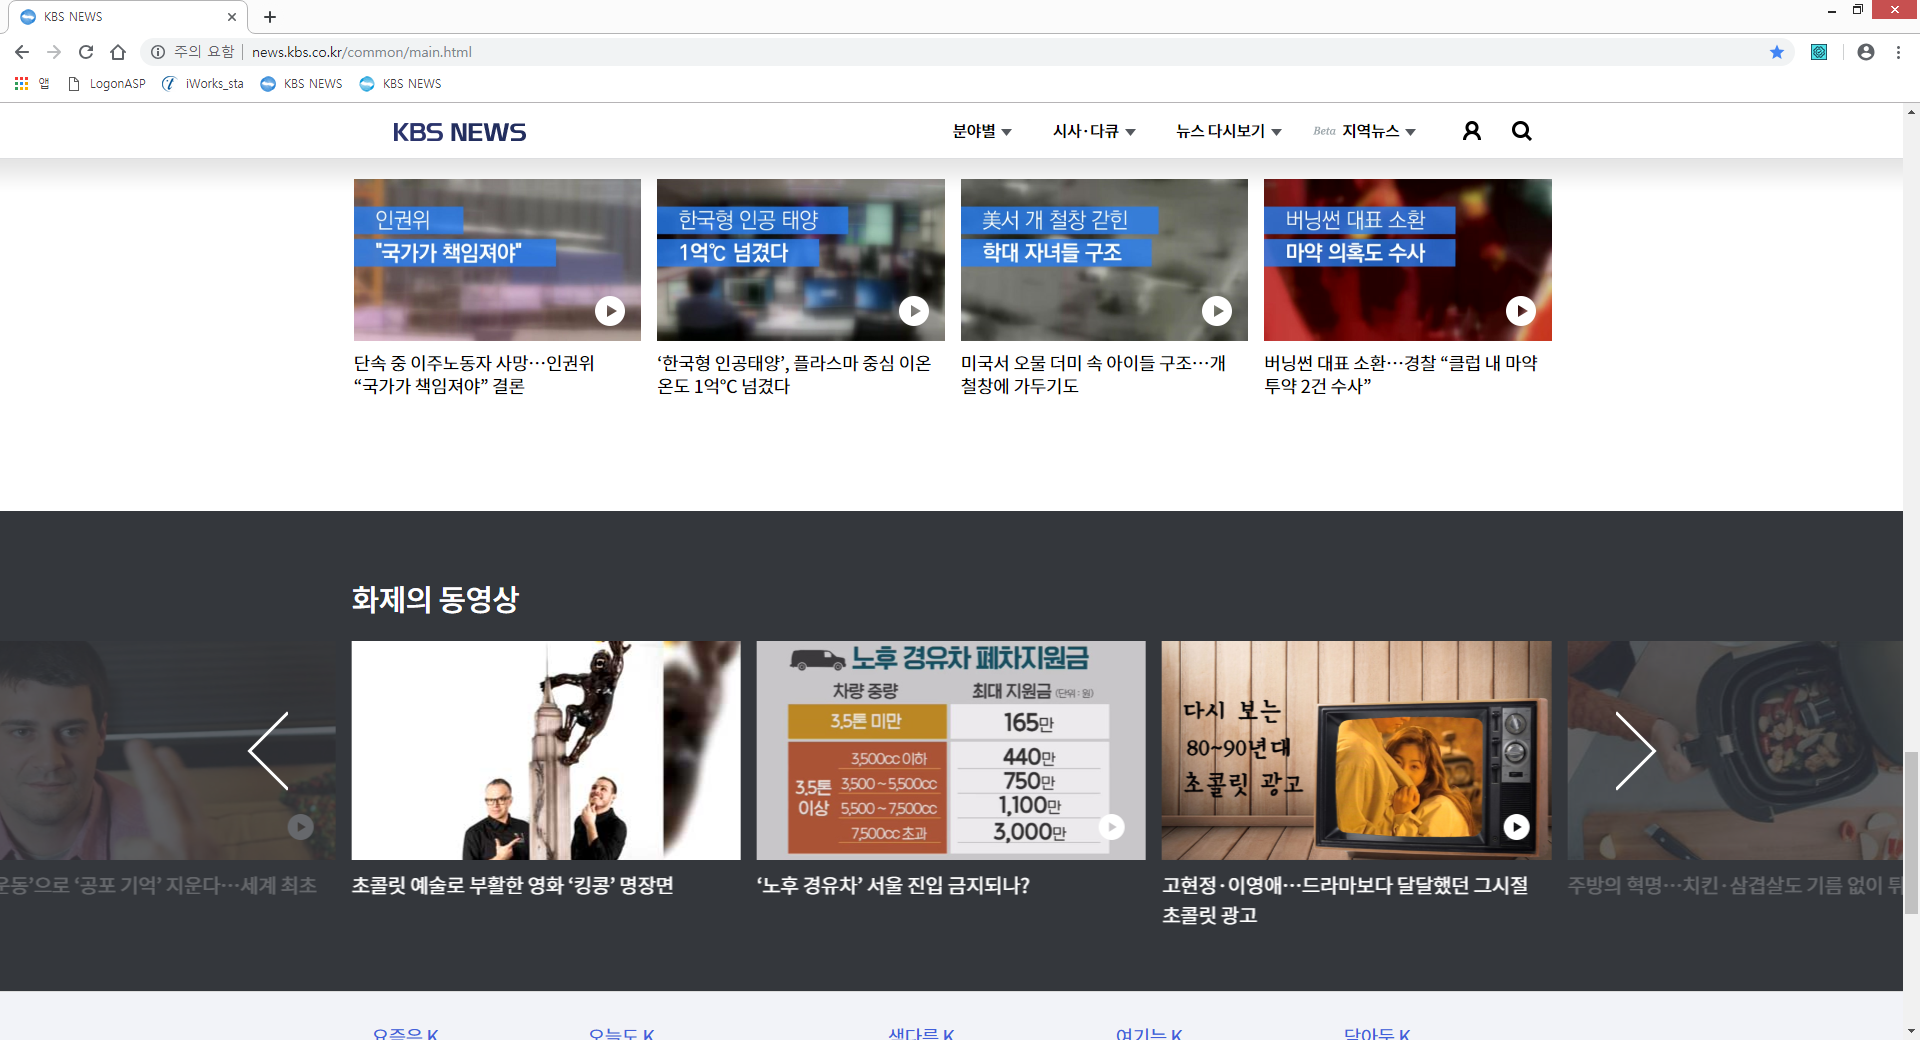 KBS NEWS
주의 요함
news.kbs.co.kr/common/main.html
앱 LogonASP iWorks_sta KBS NEWS KBS NEWS
KBS NEWS 분야별 시사·다큐 뉴스 다시보기 Beta 지역뉴스
인권위
"국가가 책임져야"
한국형 인공 태양
1억℃ 넘겼다
美서 개 철창 갇힌
학대 자녀들 구조
버닝썬 대표 소환
마약 의혹도 수사
단속 중 이주노동자 사망…인권위
“국가가 책임져야” 결론
‘한국형 인공태양’, 플라스마 중심 이온
온도 1억℃ 넘겼다
미국서 오물 더미 속 아이들 구조…개
철창에 가두기도
버닝썬 대표 소환…경찰 “클럽 내 마약
투약 2건 수사”
화제의 동영상
노후 경유차 폐차지원금
차량 중량 최대 지원금 (단위 : 원)
3.5톤 미만 165만
3.5톤
이상
3,500cc 이하 440만
3,500 ~ 5,500cc 750만
5,500 ~ 7,500cc 1,100만
7,500cc 초과 3,000만
다시 보는
80~90년대
초콜릿 광고
운동’으로 ‘공포 기억’ 지운다…세계 최초
초콜릿 예술로 부활한 영화 ‘킹콩’ 명장면
‘노후 경유차’ 서울 진입 금지되나?
고현정·이영애…드라마보다 달달했던 그시절
초콜릿 광고
주방의 혁명…치킨·삼겹살도 기름 없이 튀
요즘은 K 오늘도 K 색다른 K 여기는 K 담아둔 K